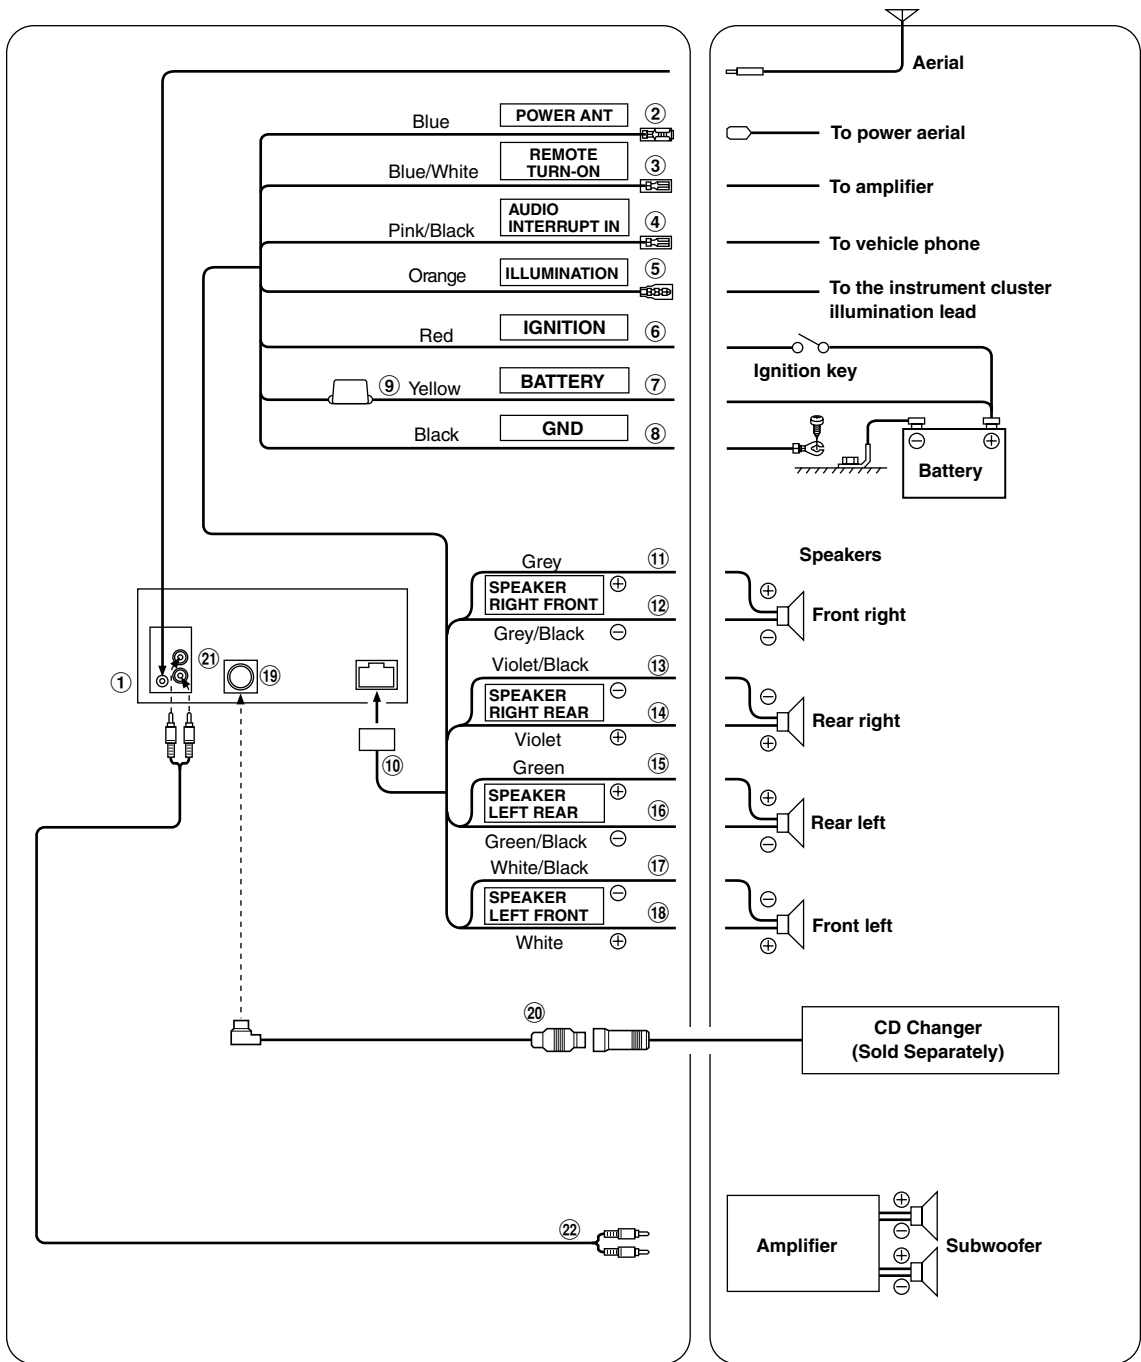 Aerial
Blue
POWER ANT
②
To power aerial
Blue/White
REMOTE
TURN-ON
③
To amplifier
Pink/Black
AUDIO
INTERRUPT IN
④
To vehicle phone
Orange
ILLUMINATION
⑤
To the instrument cluster
illumination lead
Red
IGNITION
⑥
Ignition key
⑨
Yellow
BATTERY
⑦
Black
GND
⑧
⊖ ⊕
Battery
Speakers
Grey
⑪
SPEAKER
RIGHT FRONT
⊕
⑫
Grey/Black
⊖
⊕
⊖
Front right
①
㉑
⑲
⑩
Violet/Black
⑬
SPEAKER
RIGHT REAR
⊖
⑭
Violet
⊕
⊖
⊕
Rear right
Green
⑮
SPEAKER
LEFT REAR
⊕
⑯
Green/Black
⊖
⊕
⊖
Rear left
White/Black
⑰
SPEAKER
LEFT FRONT
⊖
⑱
White
⊕
⊖
⊕
Front left
⑳
CD Changer
(Sold Separately)
㉒
Amplifier
⊕
⊖
⊕
⊖
Subwoofer